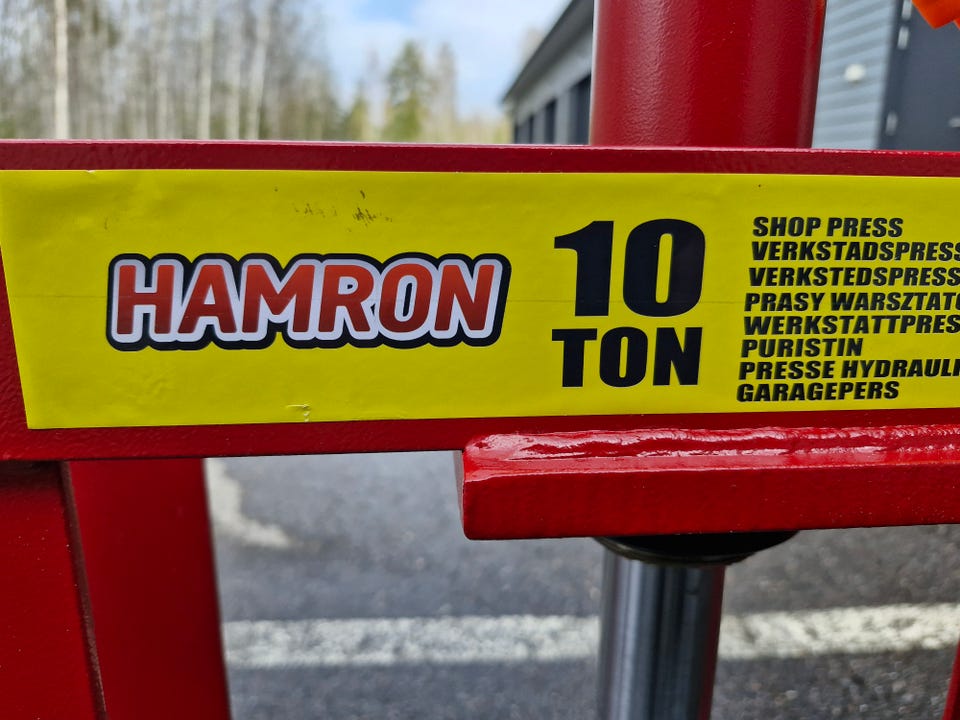 HAMRON
10
TON
SHOP PRESS
VERKSTADSPRESS
VERKSTEDSPRESS
PRASY WARSZTATO
WERKSTATTPRES
PURISTIN
PRESSE HYDRAULI
GARAGEPERS